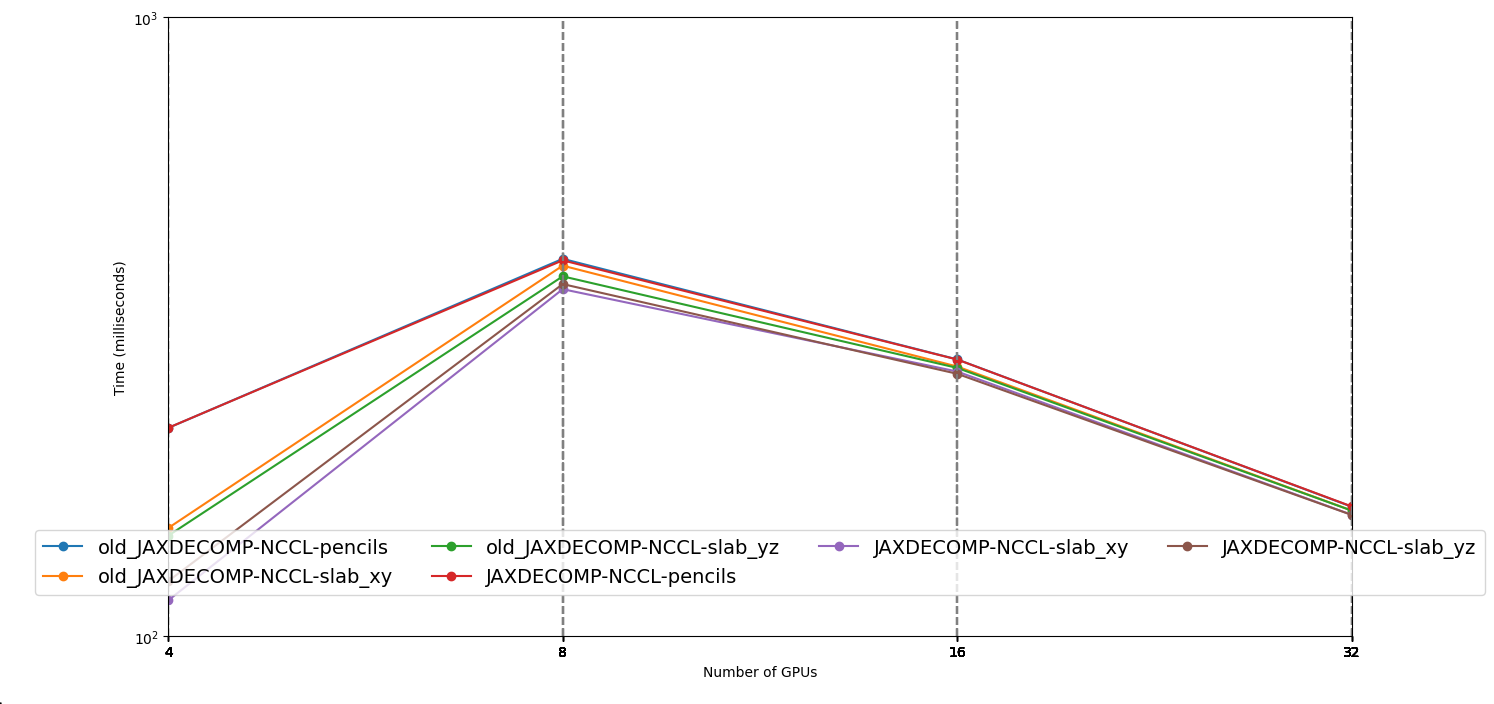 10³
Time (milliseconds)
old_JAXDECOMP-NCCL-pencils old_JAXDECOMP-NCCL-slab_yz JAXDECOMP-NCCL-slab_xy JAXDECOMP-NCCL-slab_yz
old_JAXDECOMP-NCCL-slab_xy JAXDECOMP-NCCL-pencils
10²
4 8 16 32
Number of GPUs